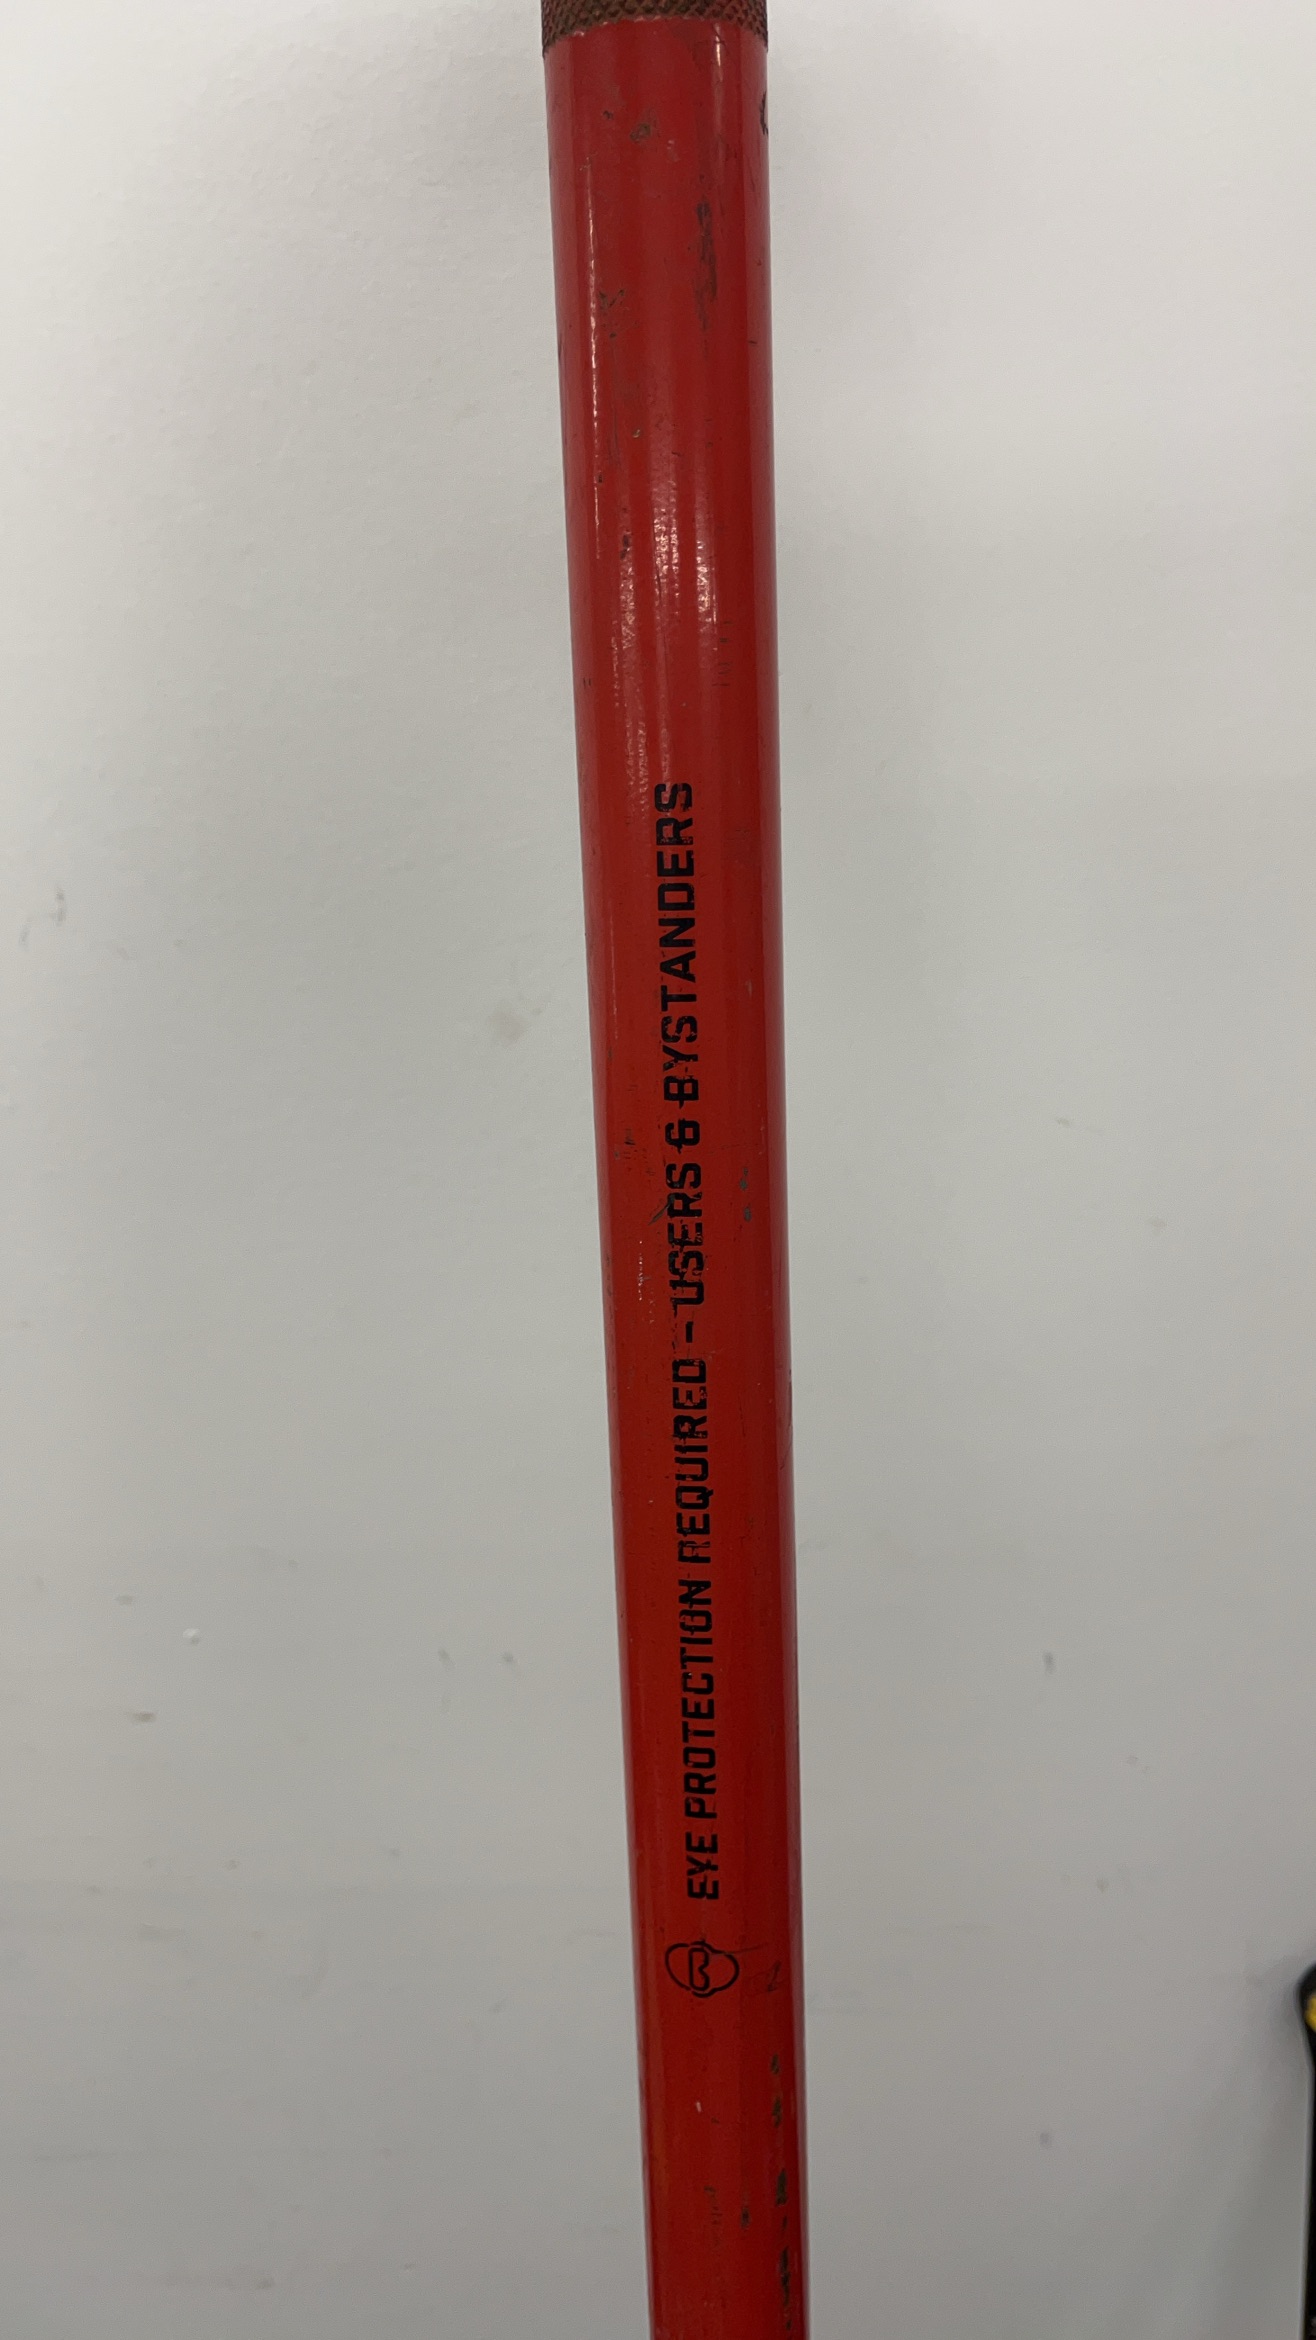 EYE PROTECTION REQUIRED - USERS & BYSTANDERS